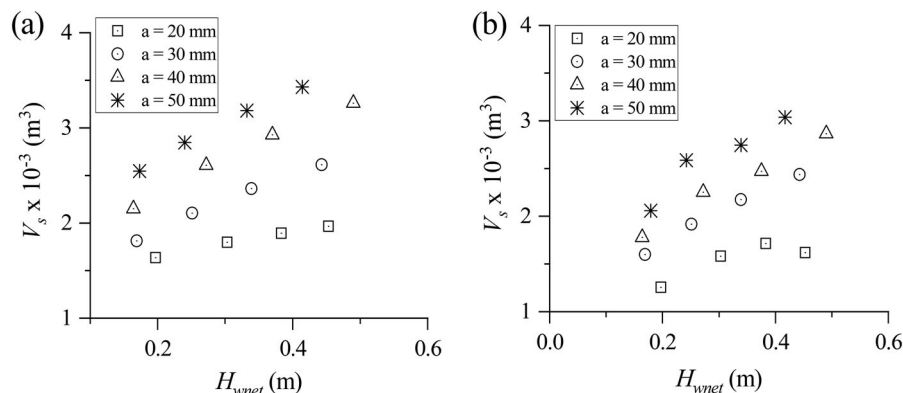 (a)
a = 20 mm
a = 30 mm
a = 40 mm
a = 50 mm
4
3
2
1
V_s x 10⁻³ (m³)
0.2
0.4
0.6
H_wnet (m)
(b)
a = 20 mm
a = 30 mm
a = 40 mm
a = 50 mm
4
3
2
1
V_s x 10⁻³ (m³)
0.0
0.2
0.4
0.6
H_wnet (m)